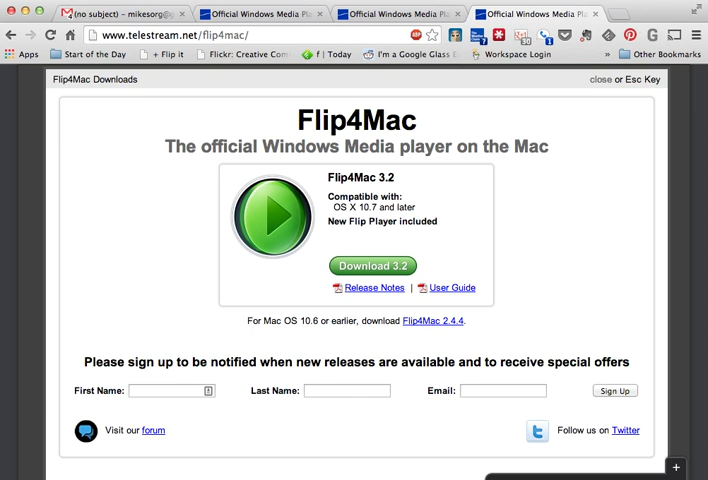 (no subject) - mikesorg@
Official Windows Media Pl
Official Windows Media Pl
Official Windows Media Pla
www.telestream.net/flip4mac/
Apps
Start of the Day
+ Flip it
Flickr: Creative Com
f | Today
I'm a Google Glass E
Workspace Login
»
Other Bookmarks
Flip4Mac Downloads
close or Esc Key
Flip4Mac
The official Windows Media player on the Mac
Flip4Mac 3.2
Compatible with:
OS X 10.7 and later
New Flip Player included
Download 3.2
Release Notes | User Guide
For Mac OS 10.6 or earlier, download Flip4Mac 2.4.4.
Please sign up to be notified when new releases are available and to receive special offers
First Name:
Last Name:
Email:
Sign Up
Visit our forum
Follow us on Twitter